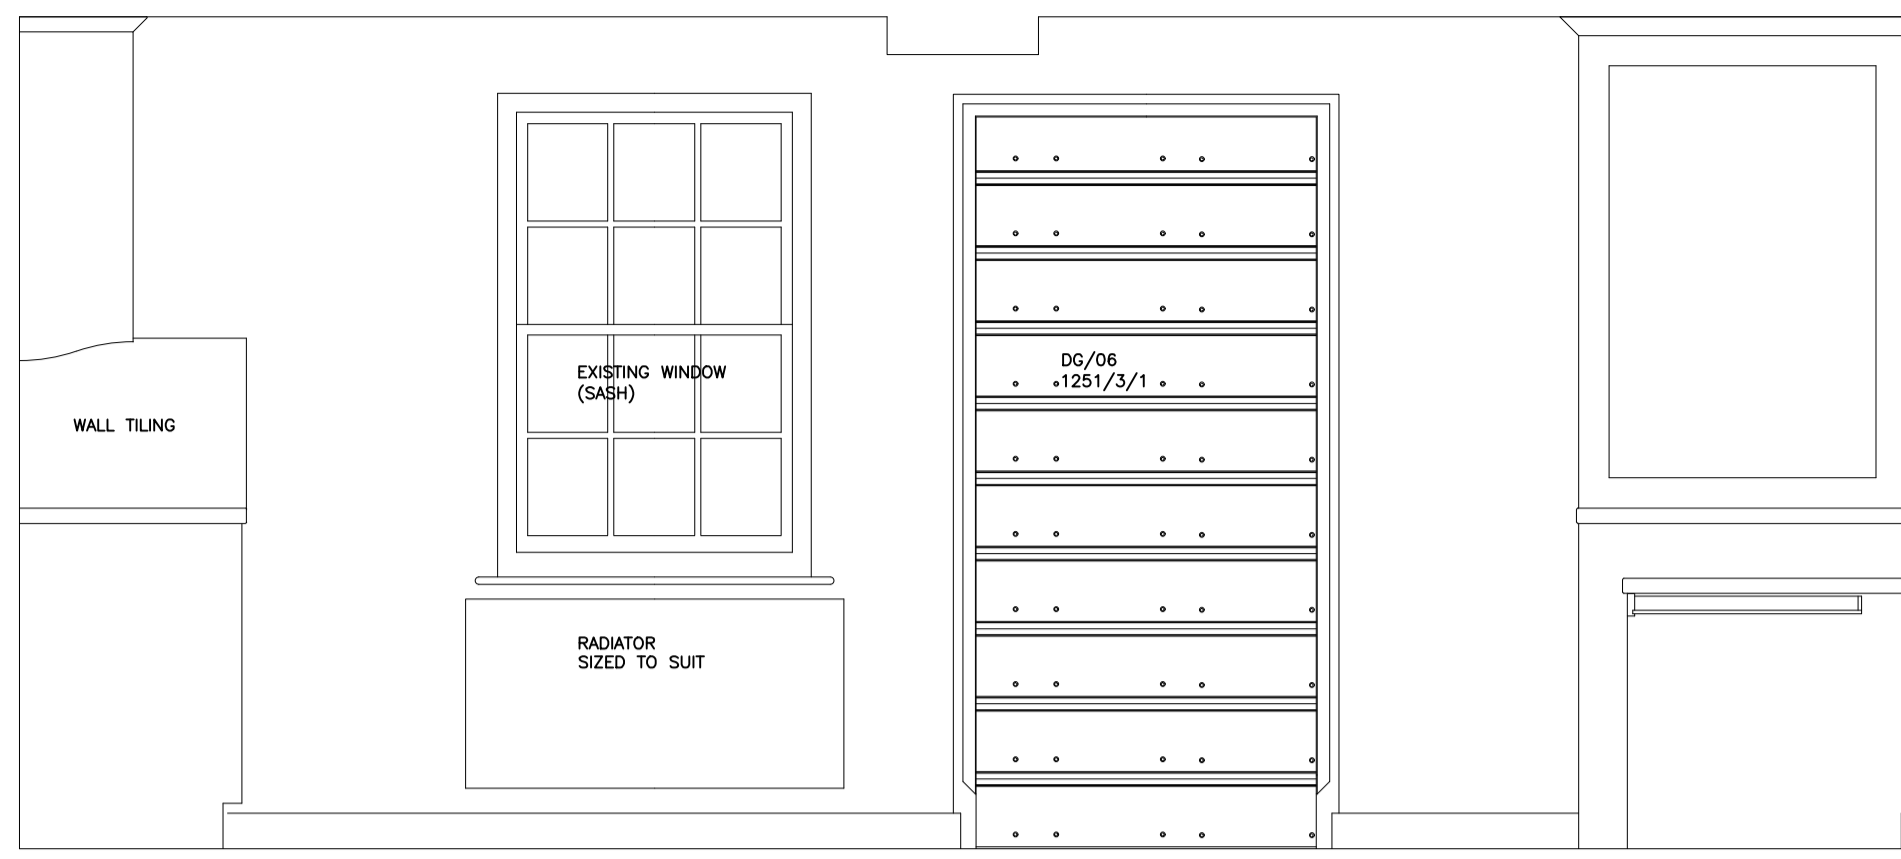 DG/06
1251/3/1
EXISTING WINDOW
(SASH)
WALL TILING
RADIATOR
SIZED TO SUIT